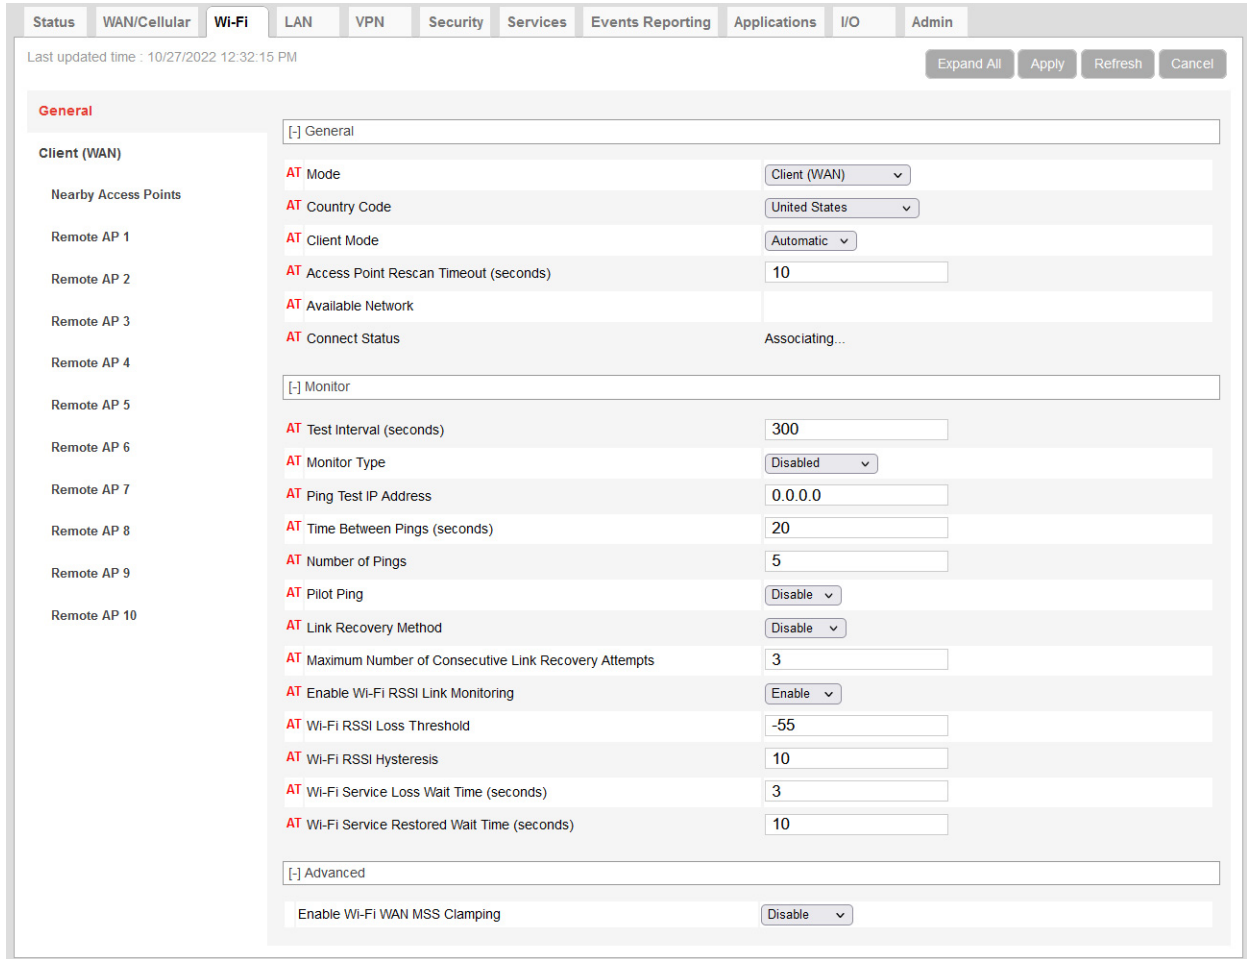 Status WAN/Cellular Wi-Fi LAN VPN Security Services Events Reporting Applications I/O Admin
Last updated time : 10/27/2022 12:32:15 PM
Expand All Apply Refresh Cancel
General
Client (WAN)
Nearby Access Points
Remote AP 1
Remote AP 2
Remote AP 3
Remote AP 4
Remote AP 5
Remote AP 6
Remote AP 7
Remote AP 8
Remote AP 9
Remote AP 10
[-] General
AT Mode Client (WAN)
AT Country Code United States
AT Client Mode Automatic
AT Access Point Rescan Timeout (seconds) 10
AT Available Network
AT Connect Status Associating...
[-] Monitor
AT Test Interval (seconds) 300
AT Monitor Type Disabled
AT Ping Test IP Address 0.0.0.0
AT Time Between Pings (seconds) 20
AT Number of Pings 5
AT Pilot Ping Disable
AT Link Recovery Method Disable
AT Maximum Number of Consecutive Link Recovery Attempts 3
AT Enable Wi-Fi RSSI Link Monitoring Enable
AT Wi-Fi RSSI Loss Threshold -55
AT Wi-Fi RSSI Hysteresis 10
AT Wi-Fi Service Loss Wait Time (seconds) 3
AT Wi-Fi Service Restored Wait Time (seconds) 10
[-] Advanced
Enable Wi-Fi WAN MSS Clamping Disable